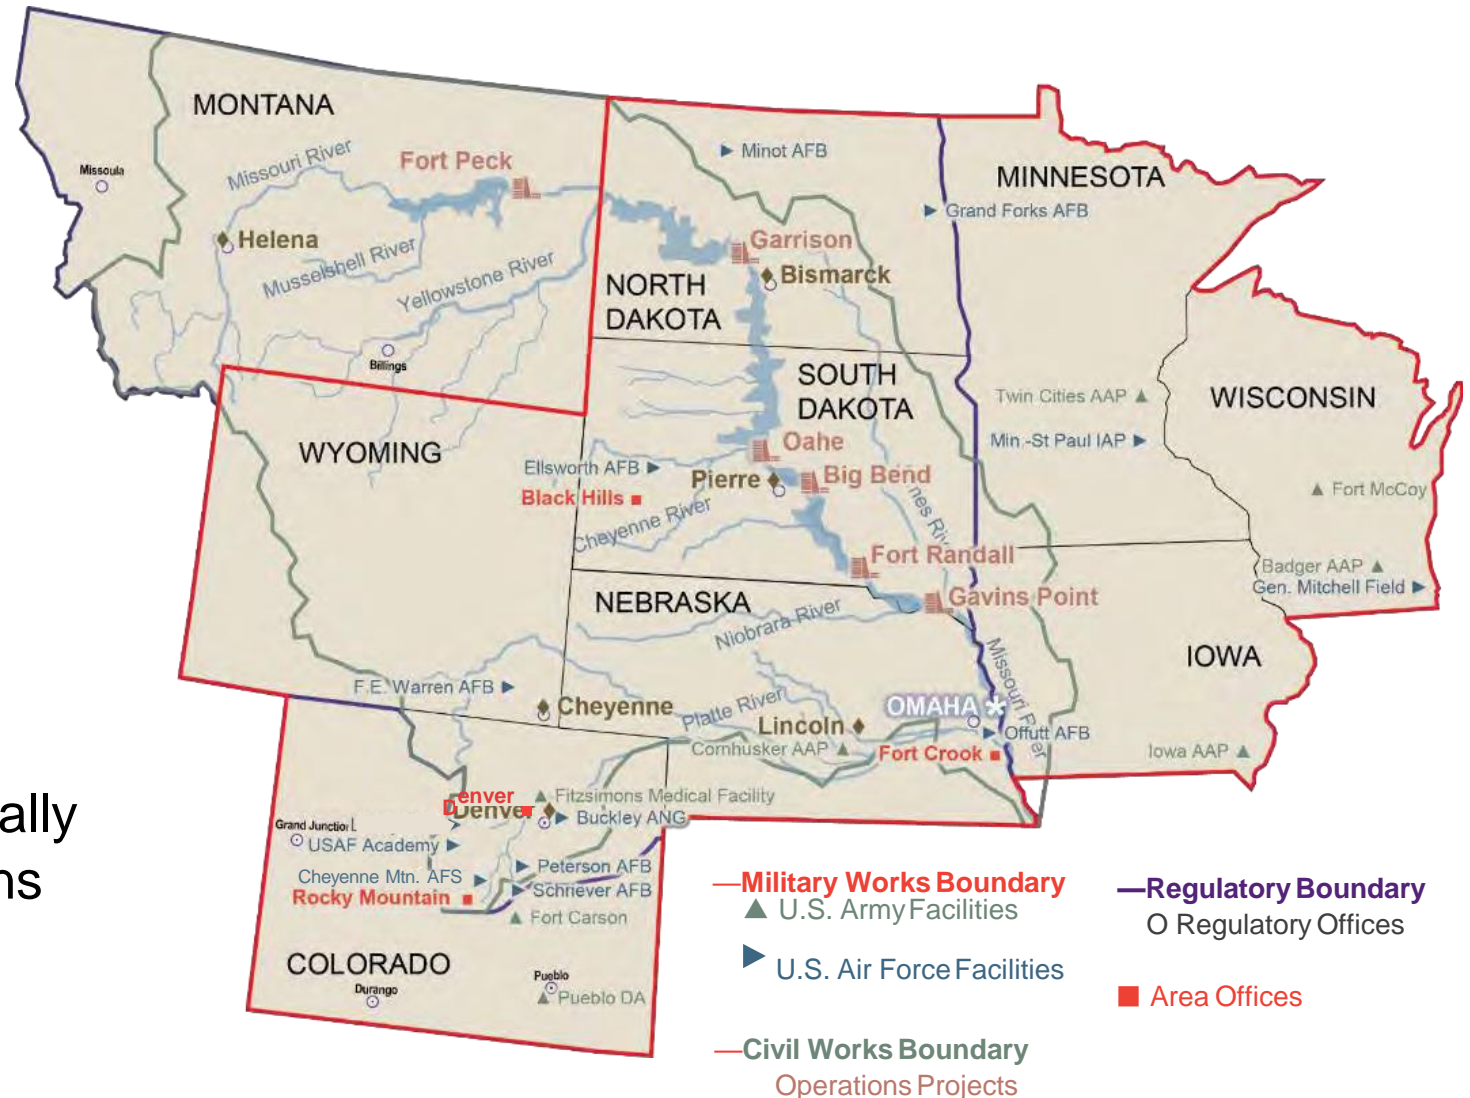 MONTANA
Missoula
Missouri River
Fort Peck
Helena
Musselshell River
Yellowstone River
Billings
Minot AFB
MINNESOTA
Grand Forks AFB
Garrison
Bismarck
NORTH
DAKOTA
SOUTH
DAKOTA
WISCONSIN
Twin Cities AAP
Min.-St Paul IAP
WYOMING
Oahe
Ellsworth AFB
Pierre
Big Bend
Black Hills
Fort McCoy
Cheyenne River
nes Riv
Fort Randall
Badger AAP
Gen. Mitchell Field
NEBRASKA
Gavins Point
Niobrara River
IOWA
Missouri River
F.E. Warren AFB
Cheyenne
Platte River
OMAHA
Lincoln
Offutt AFB
Cornhusker AAP
Fort Crook
Iowa AAP
Denver
Denver
Fitzsimons Medical Facility
Buckley ANG
Grand Junction
USAF Academy
Peterson AFB
Cheyenne Mtn. AFS
Schriever AFB
Rocky Mountain
Fort Carson
COLORADO
Durango
Pueblo
Pueblo DA
ally
ns
Military Works Boundary
U.S. Army Facilities
U.S. Air Force Facilities
Civil Works Boundary
Operations Projects
Regulatory Boundary
O Regulatory Offices
Area Offices